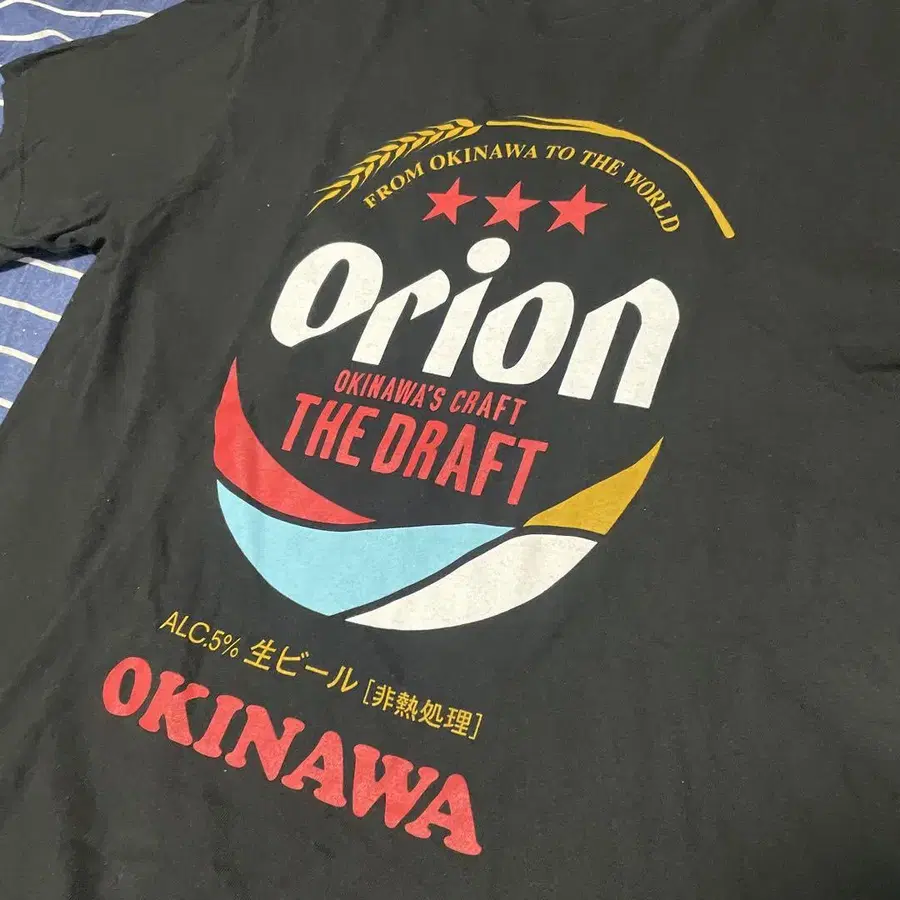 FROM OKINAWA TO THE WORLD
Orion
OKINAWA'S CRAFT
THE DRAFT
ALC.5% 生ビール [非熱処理]
OKINAWA